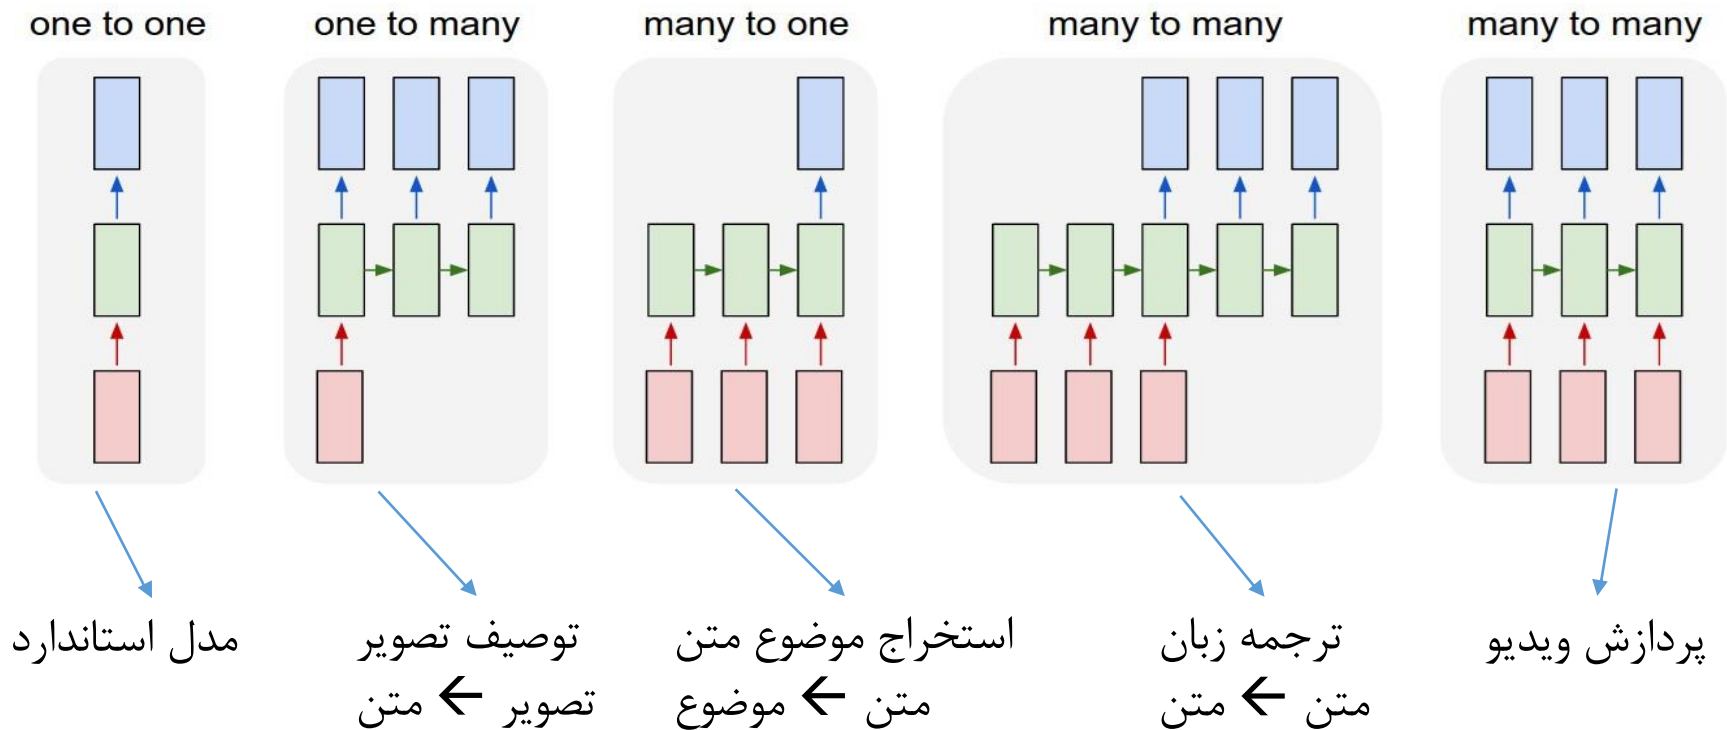 one to one
one to many
many to one
many to many
many to many
مدل استاندارد
توصیف تصویر
تصویر ← متن
استخراج موضوع متن
متن ← موضوع
ترجمه زبان
متن ← متن
پردازش ویدیو